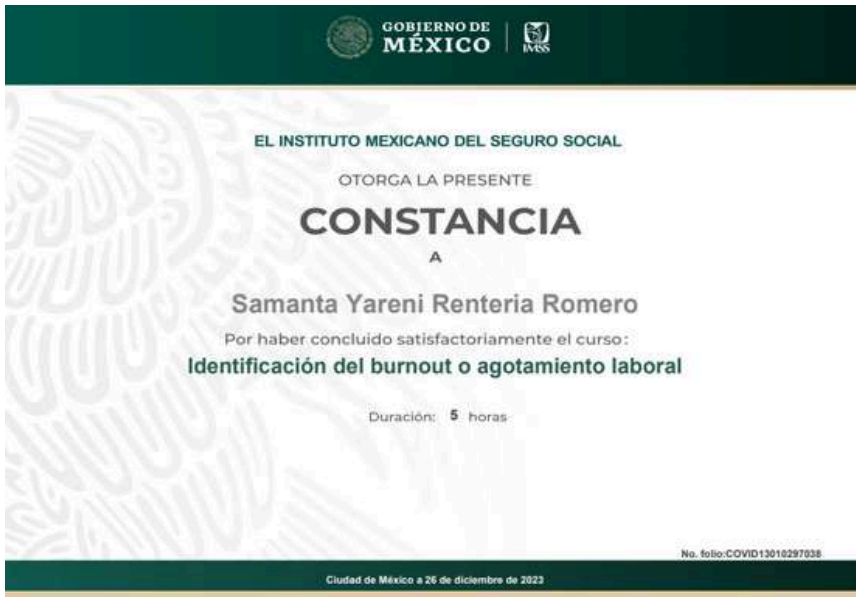 GOBIERNO DE
MÉXICO
IMSS
EL INSTITUTO MEXICANO DEL SEGURO SOCIAL
OTORGA LA PRESENTE
CONSTANCIA
A
Samanta Yareni Renteria Romero
Por haber concluido satisfactoriamente el curso:
Identificación del burnout o agotamiento laboral
Duración: 5 horas
No. folio:COVID13010297038
Ciudad de México a 26 de diciembre de 2023